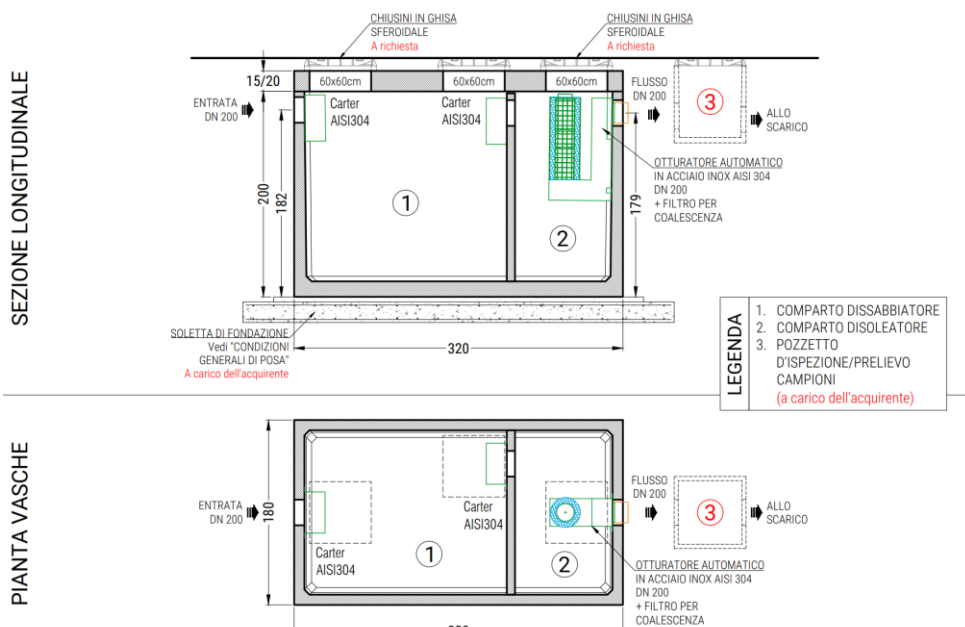 SEZIONE LONGITUDINALE
CHIUSINI IN GHISA
SFEROIDALE
A richiesta
CHIUSINI IN GHISA
SFEROIDALE
A richiesta
15/20
60x60cm
60x60cm
60x60cm
ENTRATA
DN 200
Carter
AISI304
Carter
AISI304
FLUSSO
DN 200
3
ALLO
SCARICO
OTTURATORE AUTOMATICO
IN ACCIAIO INOX AISI 304
DN 200
+ FILTRO PER
COALESCENZA
200
182
1
2
179
SOLETTA DI FONDAZIONE
Vedi "CONDIZIONI
GENERALI DI POSA"
A carico dell'acquirente
320
LEGENDA
1. COMPARTO DISSABBIATORE
2. COMPARTO DISOLEATORE
3. POZZETTO
D'ISPEZIONE/PRELIEVO
CAMPIONI
(a carico dell'acquirente)
PIANTA VASCHE
ENTRATA
DN 200
180
Carter
AISI304
Carter
AISI304
1
2
FLUSSO
DN 200
3
ALLO
SCARICO
OTTURATORE AUTOMATICO
IN ACCIAIO INOX AISI 304
DN 200
+ FILTRO PER
COALESCENZA